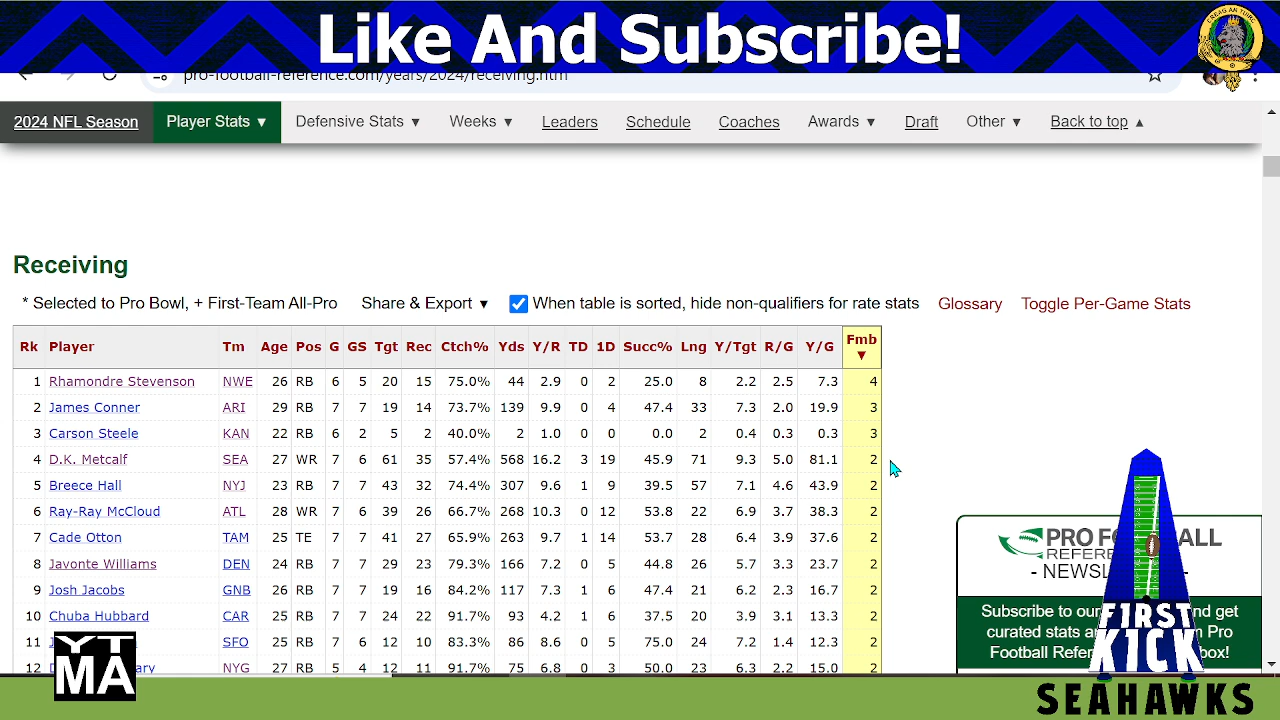 Like And Subscribe!
pro-football-reference.com/years/2024/receiving.htm
2024 NFL Season Player Stats ▼ Defensive Stats ▼ Weeks ▼ Leaders Schedule Coaches Awards ▼ Draft Other ▼ Back to top ▲
Receiving
* Selected to Pro Bowl, + First-Team All-Pro Share & Export ▼ When table is sorted, hide non-qualifiers for rate stats Glossary Toggle Per-Game Stats
Rk Player Tm Age Pos G GS Tgt Rec Ctch% Yds Y/R TD 1D Succ% Lng Y/Tgt R/G Y/G Fmb ▼
1 Rhamondre Stevenson NWE 26 RB 6 5 20 15 75.0% 44 2.9 0 2 25.0 8 2.2 2.5 7.3 4
2 James Conner ARI 29 RB 7 7 19 14 73.7% 139 9.9 0 4 47.4 33 7.3 2.0 19.9 3
3 Carson Steele KAN 22 RB 6 2 5 2 40.0% 2 1.0 0 0 0.0 2 0.4 0.3 0.3 3
4 D.K. Metcalf SEA 27 WR 7 6 61 35 57.4% 568 16.2 3 19 45.9 71 9.3 5.0 81.1 2
5 Breece Hall NYJ 23 RB 7 7 43 32 74.4% 307 9.6 1 9 39.5 57 7.1 4.6 43.9 2
6 Ray-Ray McCloud ATL 28 WR 7 6 39 26 66.7% 268 10.3 0 12 53.8 22 6.9 3.7 38.3 2
7 Cade Otton TAM 25 TE 7 7 41 27 65.9% 263 9.7 1 14 53.7 28 6.4 3.9 37.6 2
8 Javonte Williams DEN 24 RB 7 7 29 23 79.3% 166 7.2 0 5 44.8 26 5.7 3.3 23.7 2
9 Josh Jacobs GNB 26 RB 7 7 19 16 84.2% 117 7.3 1 6 47.4 21 6.2 2.3 16.7 2
10 Chuba Hubbard CAR 25 RB 7 7 24 22 91.7% 93 4.2 1 6 37.5 20 3.9 3.1 13.3 2
11 SFO 25 RB 7 6 12 10 83.3% 86 8.6 0 5 75.0 24 7.2 1.4 12.3 2
12 NYG 27 RB 5 4 12 11 91.7% 75 6.8 0 3 50.0 23 6.3 2.2 15.0 2
PRO
REFER
- NEWSL -
Subscribe to our and get
curated stats Pro
Football box!
FIRST
KICK
SEAHAWKS
YT
MA